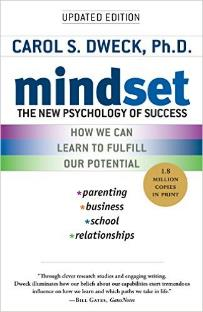 UPDATED EDITION
CAROL S. DWECK, Ph.D.
mindset
THE NEW PSYCHOLOGY OF SUCCESS
HOW WE CAN
LEARN TO FULFILL
OUR POTENTIAL
*parenting
*business
*school
*relationships
1.8
MILLION
COPIES
IN PRINT
"Through clever research studies and engaging writing,
Dweck illuminates how our beliefs about our capabilities exert tremendous
influence on how we learn and which paths we take in life."
—BILL GATES, GatesNotes